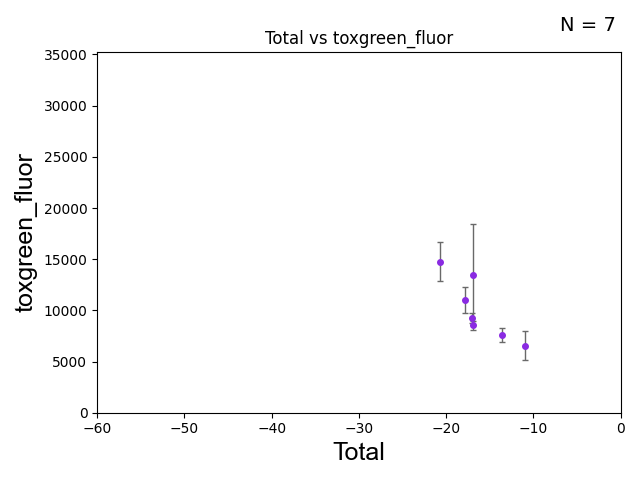 N = 7
Total vs toxgreen_fluor
toxgreen_fluor
35000
30000
25000
20000
15000
10000
5000
0
−60 −50 −40 −30 −20 −10 0
Total